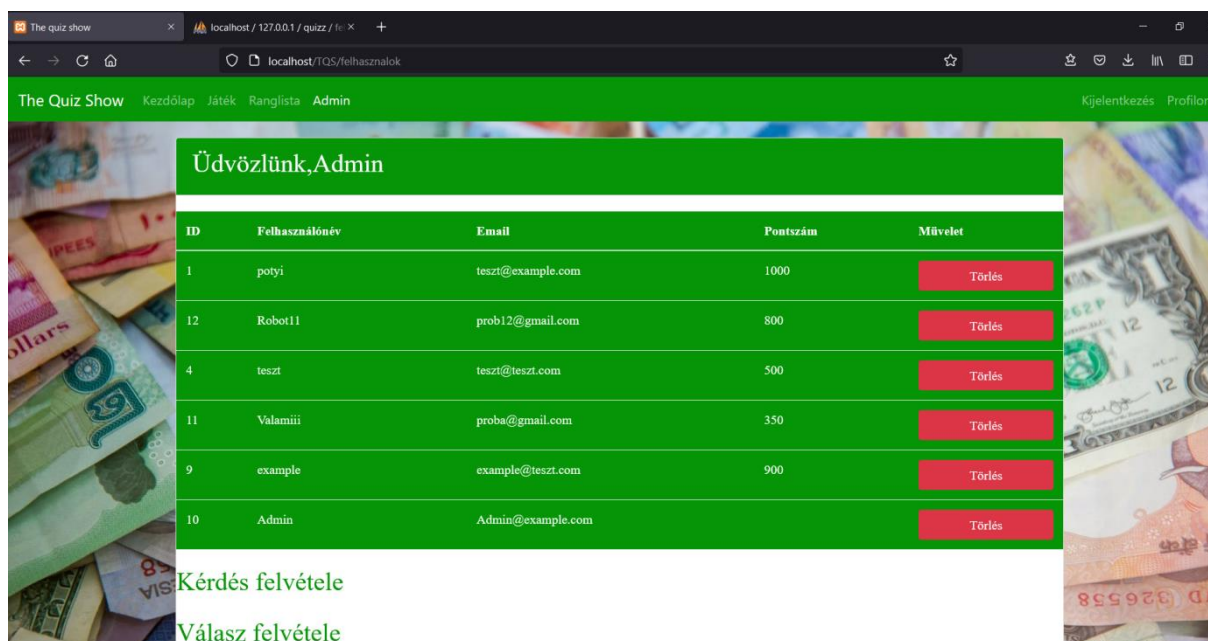 The quiz show
localhost / 127.0.0.1 / quizz / fel
localhost/TQS/felhasznalok
The Quiz Show Kezdőlap Játék Ranglista Admin Kijelentkezés Profilom
Üdvözlünk,Admin
ID Felhasználónév Email Pontszám Művelet
1 potyi teszt@example.com 1000 Törlés
12 Robot11 prob12@gmail.com 800 Törlés
4 teszt teszt@teszt.com 500 Törlés
11 Valamiii proba@gmail.com 350 Törlés
9 example example@teszt.com 900 Törlés
10 Admin Admin@example.com Törlés
Kérdés felvétele
Válasz felvétele